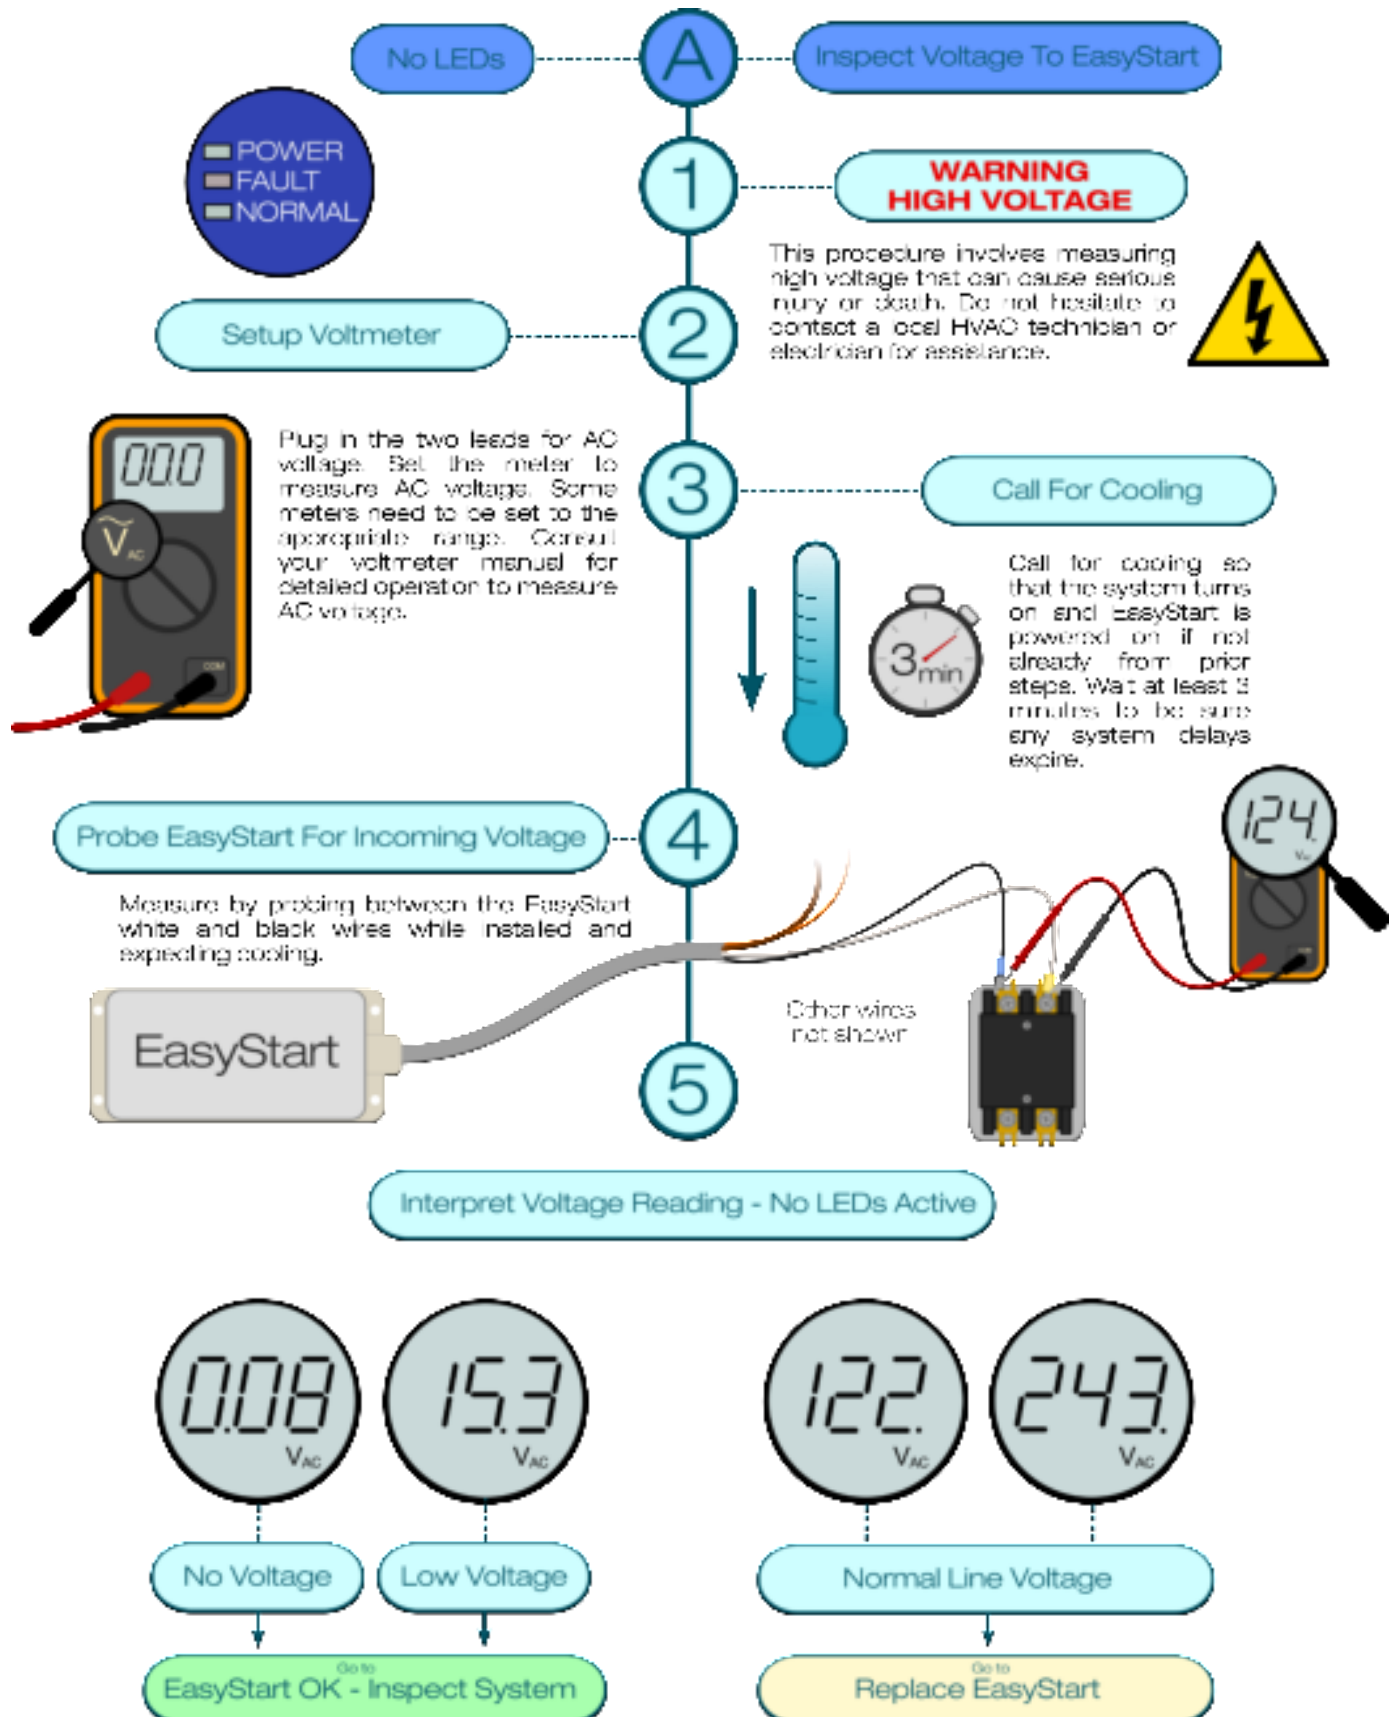 No LEDs
A
Inspect Voltage To EasyStart
POWER
FAULT
NORMAL
1
WARNING
HIGH VOLTAGE
This procedure involves measuring
high voltage that can cause serious
injury or death. Do not hesitate to
contact a local HVAC technician or
electrician for assistance.
Setup Voltmeter
2
00.0
V AC
COM
Plug in the two leads for AC
voltage. Set the meter to
measure AC voltage. Some
meters need to be set to the
appropriate range. Consult
your voltmeter manual for
detailed operation to measure
AC voltage.
3
Call For Cooling
3 min
Call for cooling so
that the system turns
on and EasyStart is
powered on if not
already from prior
steps. Wait at least 3
minutes to be sure
any system delays
expire.
Probe EasyStart For Incoming Voltage
4
124.
VAC
Measure by probing between the EasyStart
white and black wires while installed and
expecting cooling.
EasyStart
Other wires
not shown
5
Interpret Voltage Reading - No LEDs Active
0.08
VAC
15.3
VAC
122.
VAC
243.
VAC
No Voltage
Low Voltage
Normal Line Voltage
Go to
EasyStart OK - Inspect System
Go to
Replace EasyStart